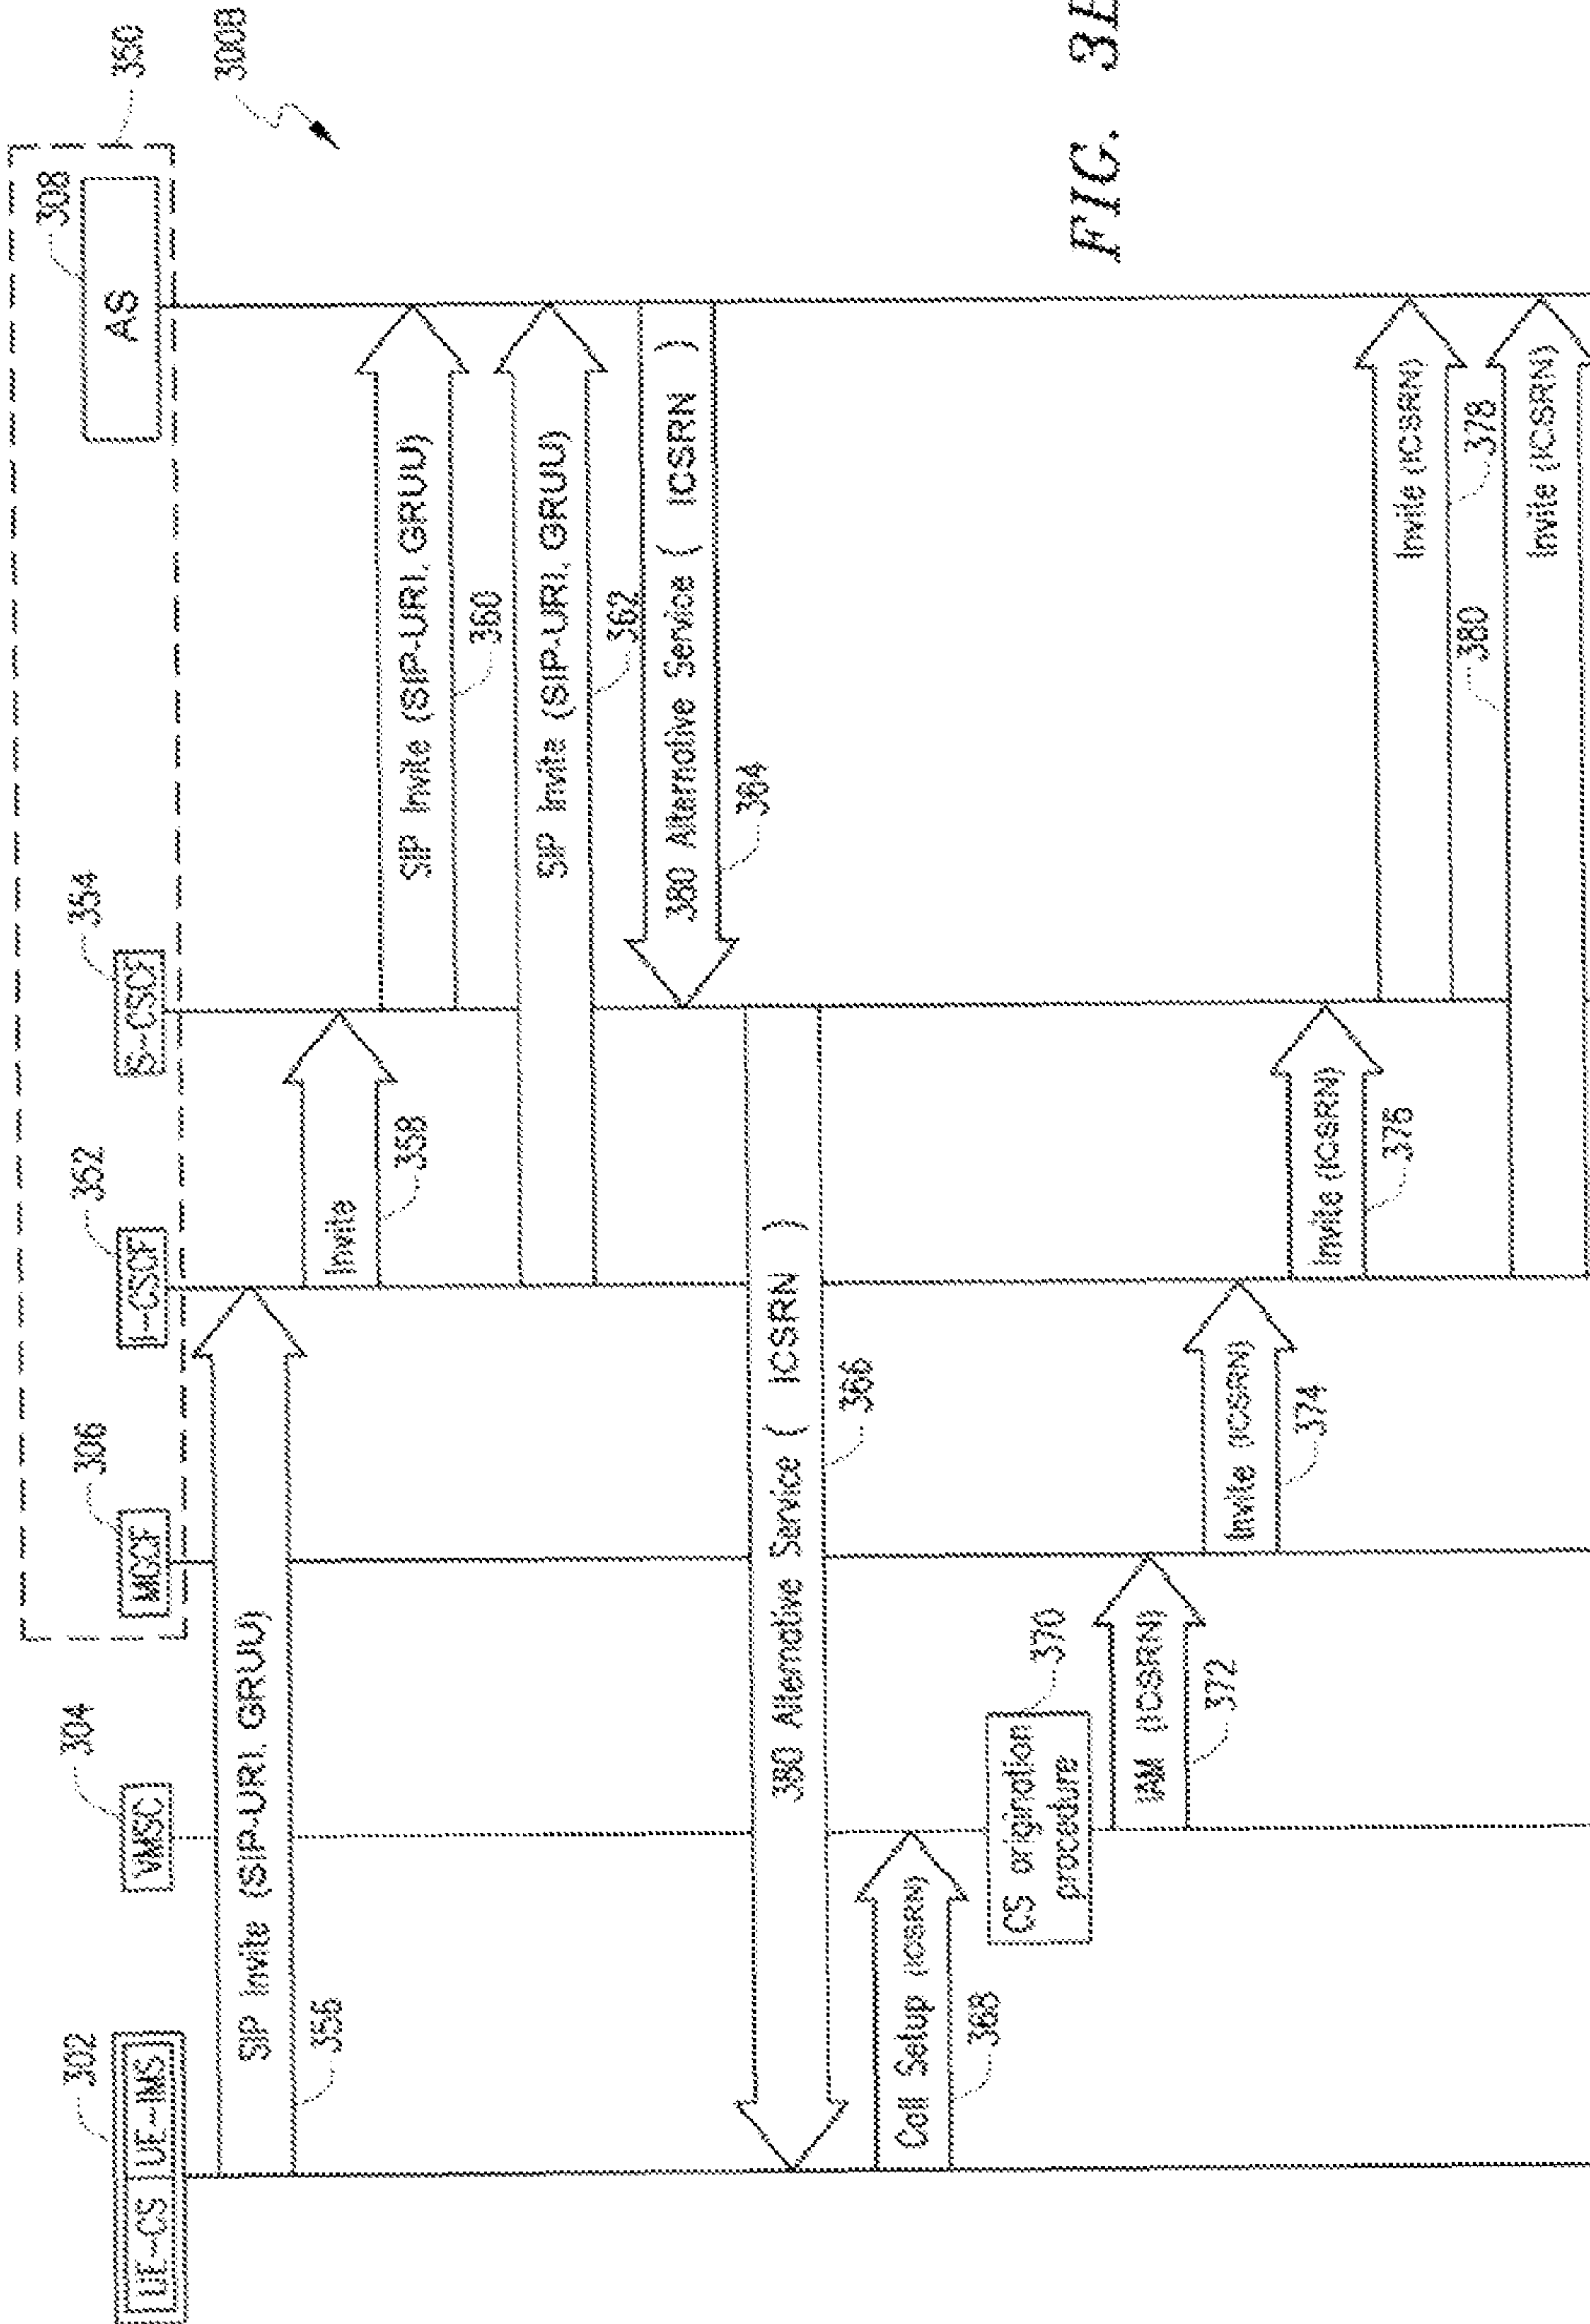 350
300B
302
304
306
352
354
308
UE-CS UE-IMS
VMSC
MGCF
I-CSCF
S-CSCF
AS
SIP Invite (SIP-URI, GRUU)
356
Invite
358
SIP Invite (SIP-URI, GRUU)
360
SIP Invite (SIP-URI, GRUU)
362
380 Alternative Service ( ICSRN )
364
380 Alternative Service ( ICSRN )
366
Call Setup (ICSRN)
368
CS origination
procedure
370
IAM (ICSRN)
372
Invite (ICSRN)
374
Invite (ICSRN)
376
Invite (ICSRN)
378
Invite (ICSRN)
380
FIG. 3B